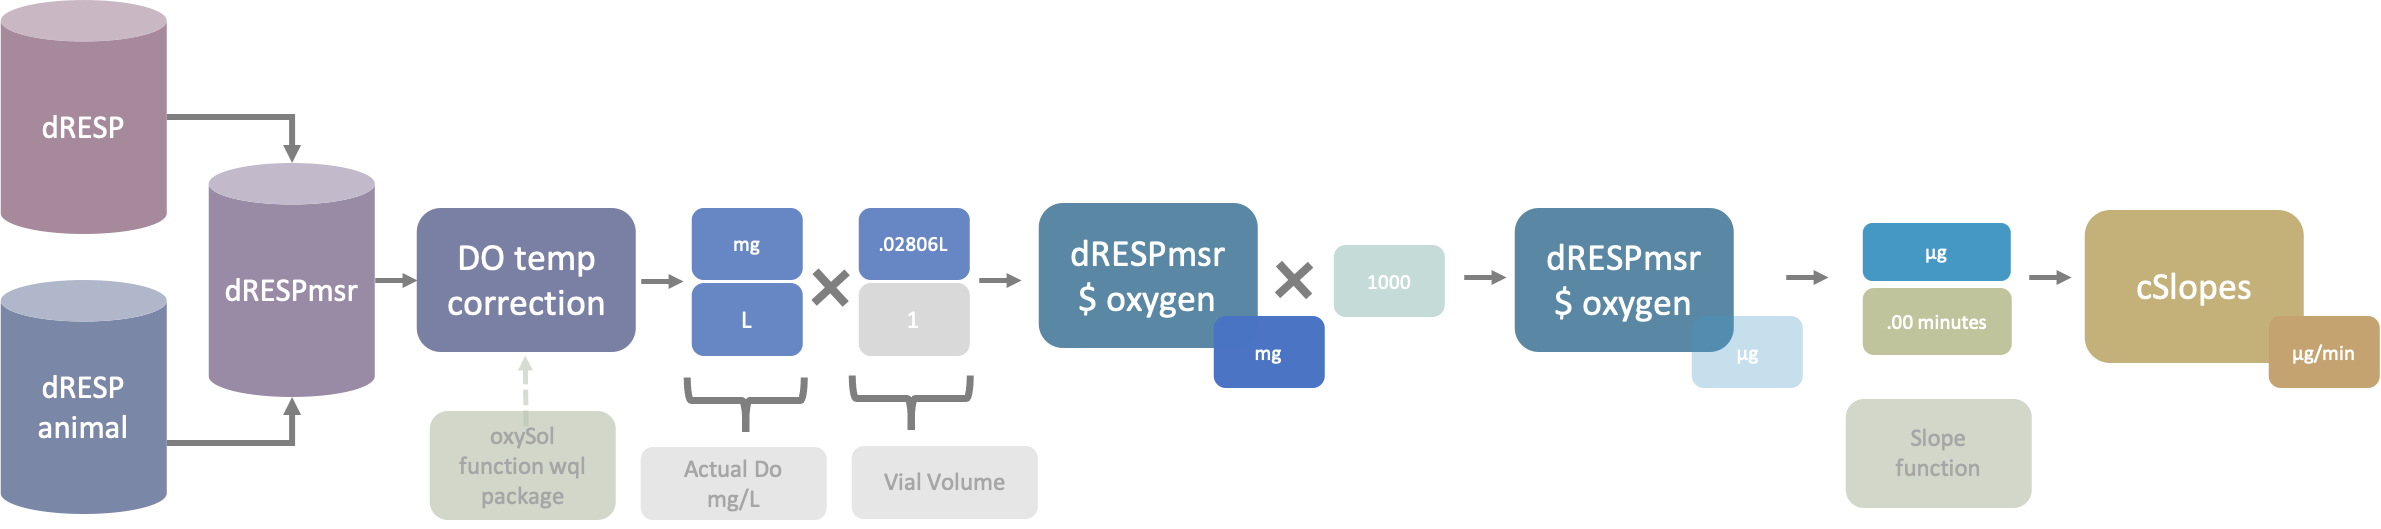 dRESP
dRESP
animal
dRESPmsr
DO temp
correction
oxySol
function wql
package
mg
L
.02806L
1
Actual Do
mg/L
Vial Volume
dRESPmsr
$ oxygen
mg
1000
dRESPmsr
$ oxygen
µg
µg
.00 minutes
Slope
function
cSlopes
µg/min